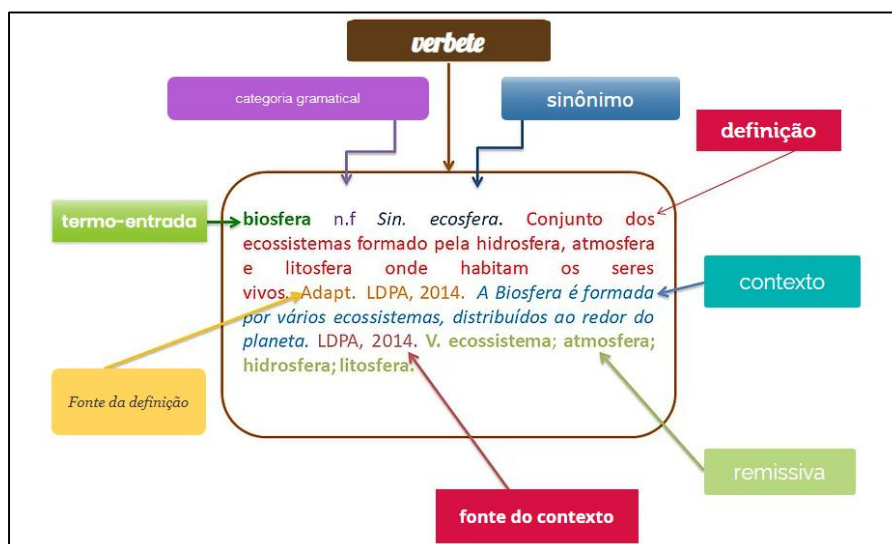 verbete
categoria gramatical
sinônimo
definição
termo-entrada
biosfera n.f Sin. ecosfera. Conjunto dos
ecossistemas formado pela hidrosfera, atmosfera
e litosfera onde habitam os seres
vivos. Adapt. LDPA, 2014. A Biosfera é formada
por vários ecossistemas, distribuídos ao redor do
planeta. LDPA, 2014. V. ecossistema; atmosfera;
hidrosfera; litosfera.
contexto
Fonte da definição
remissiva
fonte do contexto